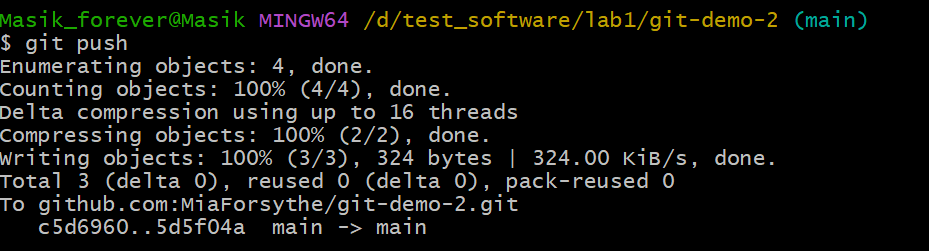 Masik_forever@Masik MINGW64 /d/test_software/lab1/git-demo-2 (main)
$ git push
Enumerating objects: 4, done.
Counting objects: 100% (4/4), done.
Delta compression using up to 16 threads
Compressing objects: 100% (2/2), done.
Writing objects: 100% (3/3), 324 bytes | 324.00 KiB/s, done.
Total 3 (delta 0), reused 0 (delta 0), pack-reused 0
To github.com:MiaForsythe/git-demo-2.git
   c5d6960..5d5f04a  main -> main